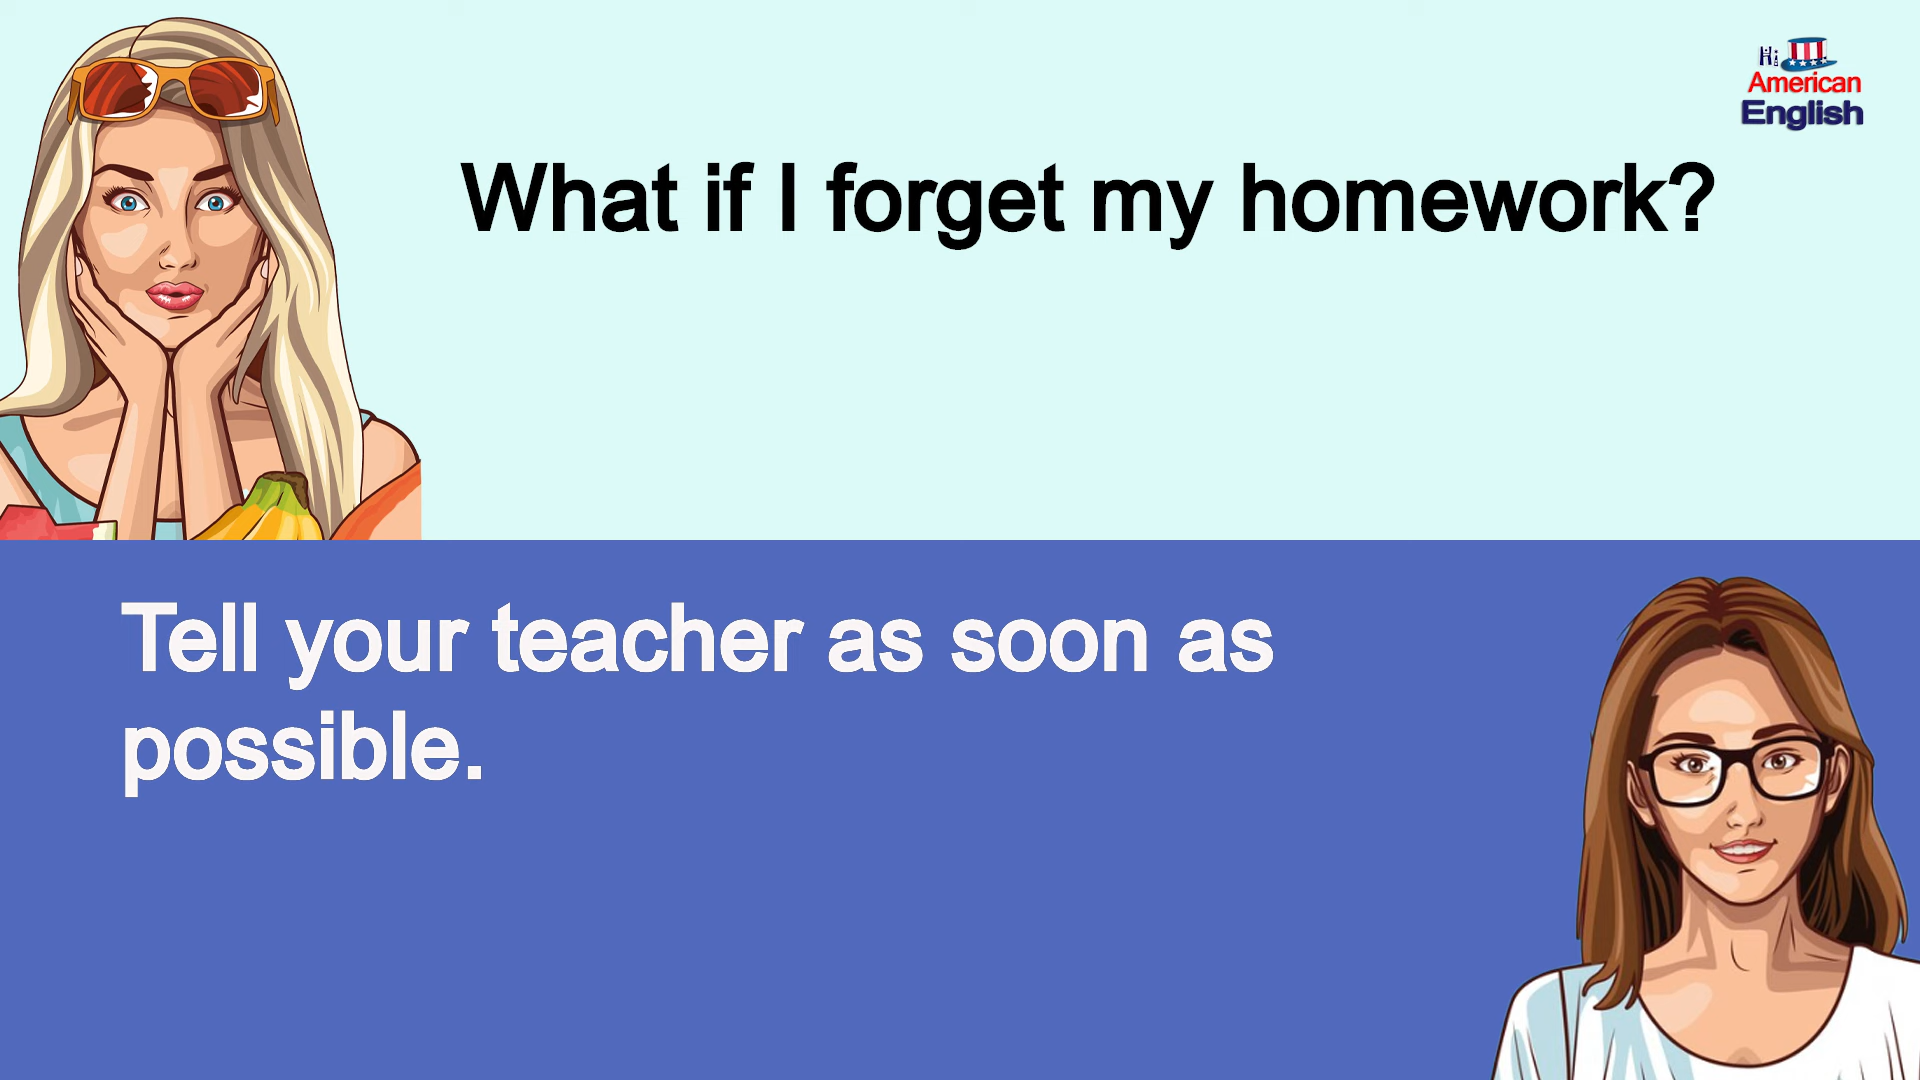 Hi
American
English
What if I forget my homework?
Tell your teacher as soon as
possible.